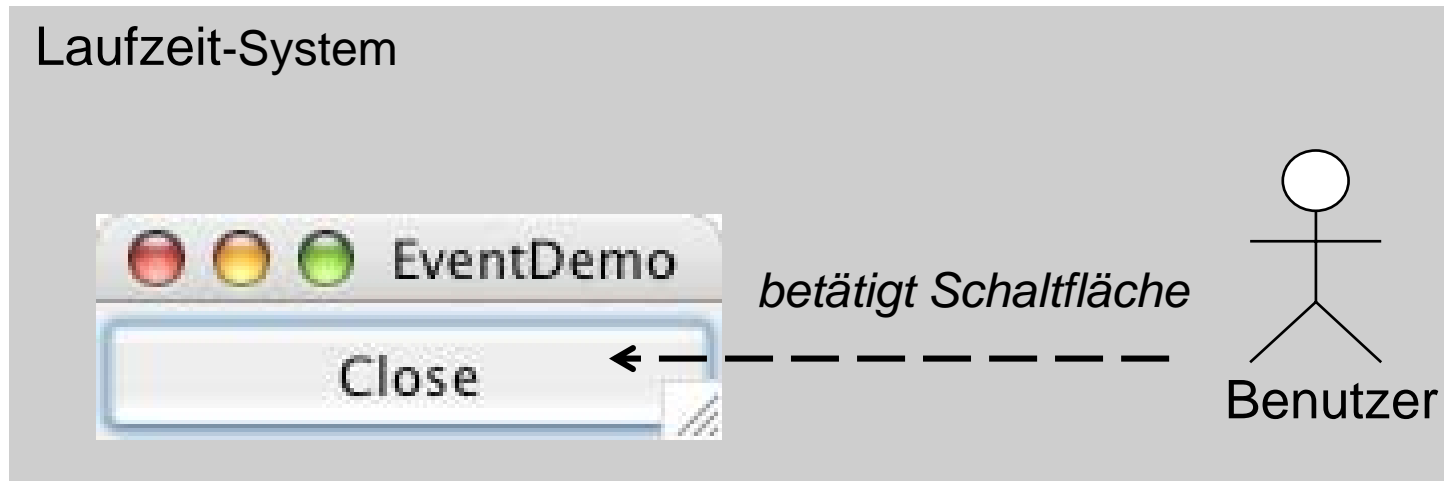 Laufzeit-System
EventDemo
betätigt Schaltfläche
Close
Benutzer